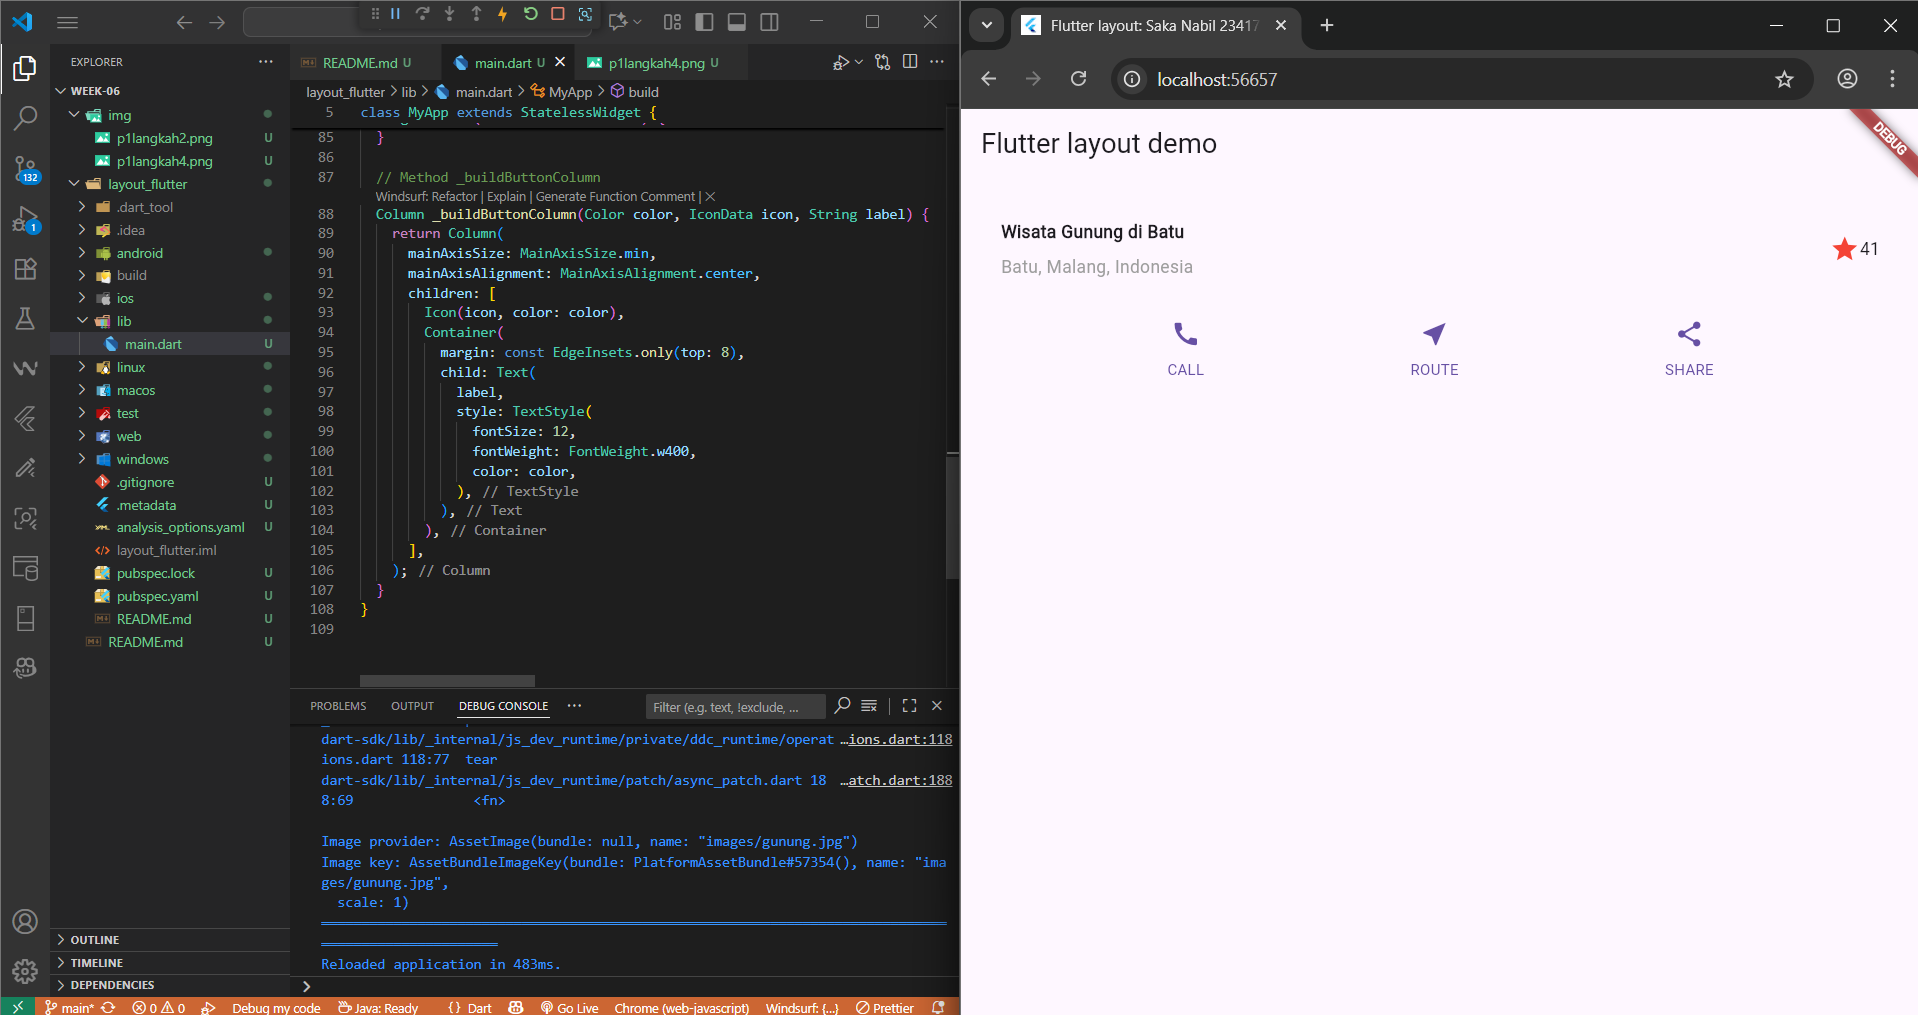 EXPLORER
WEEK-06
img
p1langkah2.png U
p1langkah4.png U
layout_flutter
.dart_tool
.idea
android
build
ios
lib
main.dart U
linux
macos
test
web
windows
.gitignore U
.metadata U
analysis_options.yaml U
layout_flutter.iml
pubspec.lock U
pubspec.yaml U
README.md U
README.md U
OUTLINE
TIMELINE
DEPENDENCIES
132
1
README.md U
main.dart U
p1langkah4.png U
layout_flutter > lib > main.dart > MyApp > build
5 class MyApp extends StatelessWidget {
85 }
86
87 // Method _buildButtonColumn
Windsurf: Refactor | Explain | Generate Function Comment | ×
88 Column _buildButtonColumn(Color color, IconData icon, String label) {
89 return Column(
90 mainAxisSize: MainAxisSize.min,
91 mainAxisAlignment: MainAxisAlignment.center,
92 children: [
93 Icon(icon, color: color),
94 Container(
95 margin: const EdgeInsets.only(top: 8),
96 child: Text(
97 label,
98 style: TextStyle(
99 fontSize: 12,
100 fontWeight: FontWeight.w400,
101 color: color,
102 ), // TextStyle
103 ), // Text
104 ), // Container
105 ],
106 ); // Column
107 }
108 }
109
PROBLEMS OUTPUT DEBUG CONSOLE ···
Filter (e.g. text, !exclude, ...
dart-sdk/lib/_internal/js_dev_runtime/private/ddc_runtime/operat …ions.dart:118
ions.dart 118:77 tear
dart-sdk/lib/_internal/js_dev_runtime/patch/async_patch.dart 18 …atch.dart:188
8:69 <fn>
Image provider: AssetImage(bundle: null, name: "images/gunung.jpg")
Image key: AssetBundleImageKey(bundle: PlatformAssetBundle#57354(), name: "ima
ges/gunung.jpg",
scale: 1)
Reloaded application in 483ms.
main* 0 0 Debug my code Java: Ready {} Dart Go Live Chrome (web-javascript) Windsurf: {...} Prettier
Flutter layout: Saka Nabil 2341
localhost:56657
DEBUG
Flutter layout demo
Wisata Gunung di Batu
Batu, Malang, Indonesia
41
CALL ROUTE SHARE